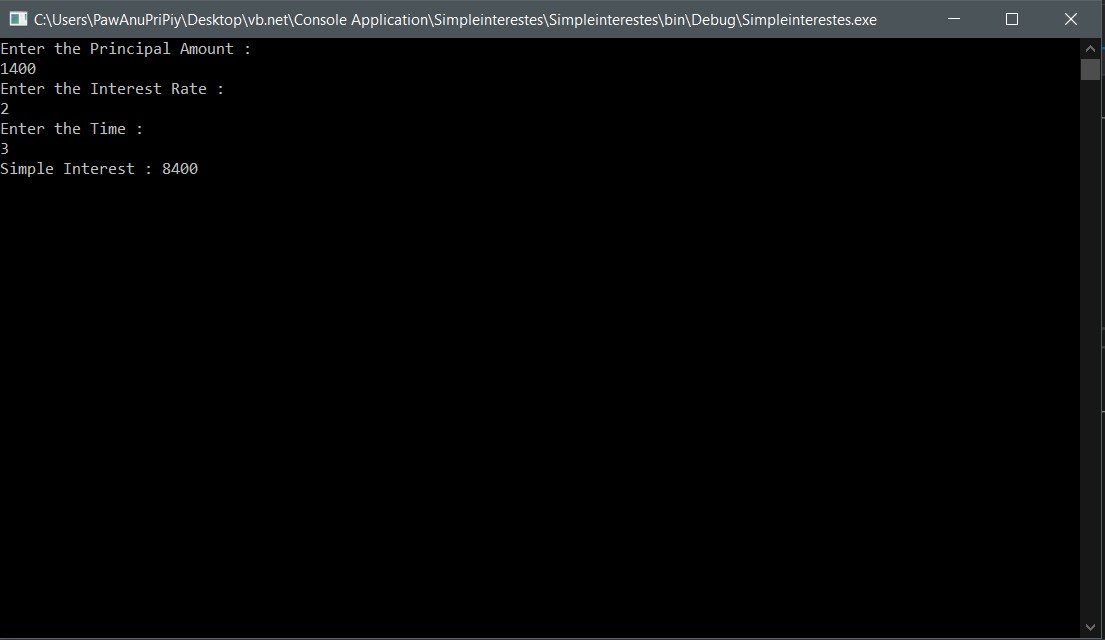 C:\Users\PawAnuPriPiy\Desktop\vb.net\Console Application\Simpleinterestes\Simpleinterestes\bin\Debug\Simpleinterestes.exe
Enter the Principal Amount :
1400
Enter the Interest Rate :
2
Enter the Time :
3
Simple Interest : 8400